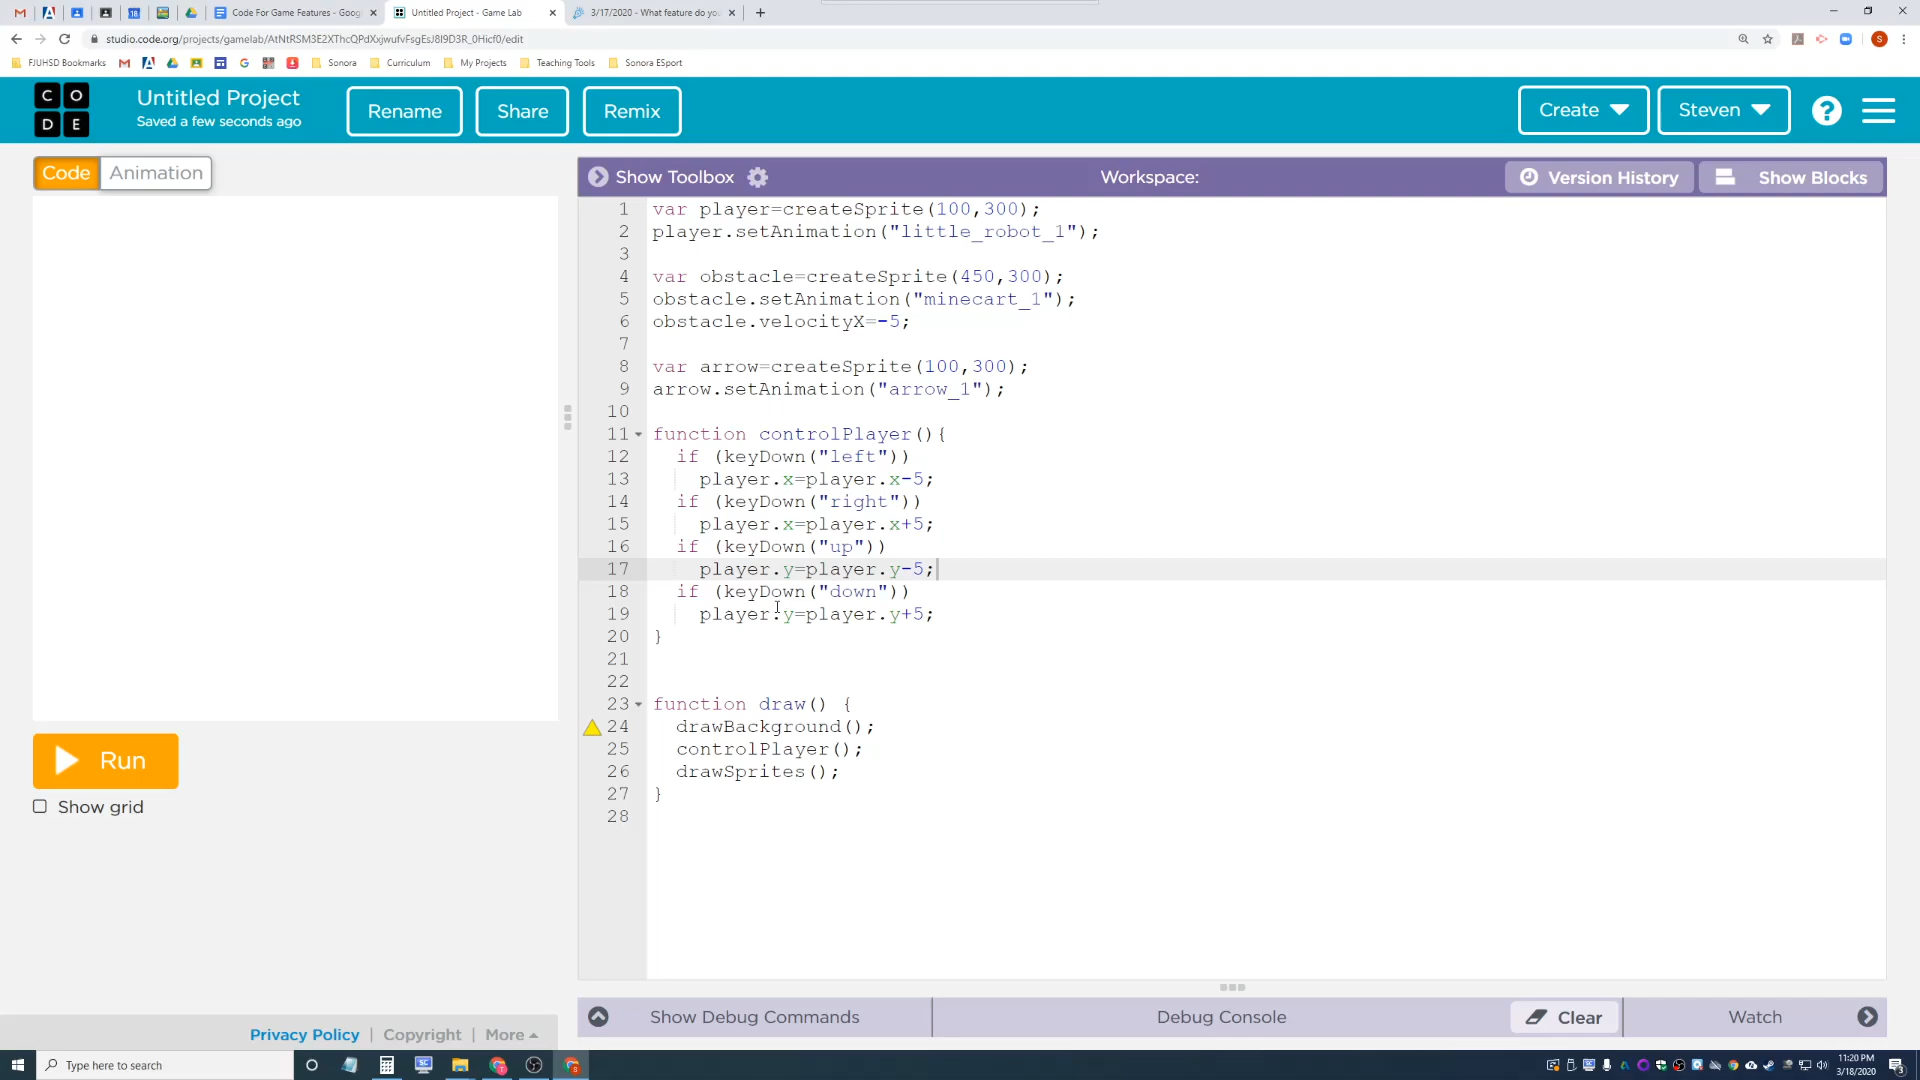 Code For Game Features - Goog
Untitled Project - Game Lab
3/17/2020 - What feature do you
studio.code.org/projects/gamelab/AtNtRSM3E2XThcQPdXxjwufvFsgEsJ8I9D3R_0Hicf0/edit
FJUHSD Bookmarks
Sonora
Curriculum
My Projects
Teaching Tools
Sonora ESport
C O
D E
Untitled Project
Saved a few seconds ago
Rename
Share
Remix
Create
Steven
?
Code
Animation
Show Toolbox
Workspace:
Version History
Show Blocks
1 var player=createSprite(100,300);
2 player.setAnimation("little_robot_1");
3
4 var obstacle=createSprite(450,300);
5 obstacle.setAnimation("minecart_1");
6 obstacle.velocityX=-5;
7
8 var arrow=createSprite(100,300);
9 arrow.setAnimation("arrow_1");
10
11 function controlPlayer(){
12 if (keyDown("left"))
13 player.x=player.x-5;
14 if (keyDown("right"))
15 player.x=player.x+5;
16 if (keyDown("up"))
17 player.y=player.y-5;
18 if (keyDown("down"))
19 player.y=player.y+5;
20 }
21
22
23 function draw() {
24 drawBackground();
25 controlPlayer();
26 drawSprites();
27 }
28
Run
Show grid
Privacy Policy | Copyright | More
Show Debug Commands
Debug Console
Clear
Watch
Type here to search
11:20 PM
3/18/2020